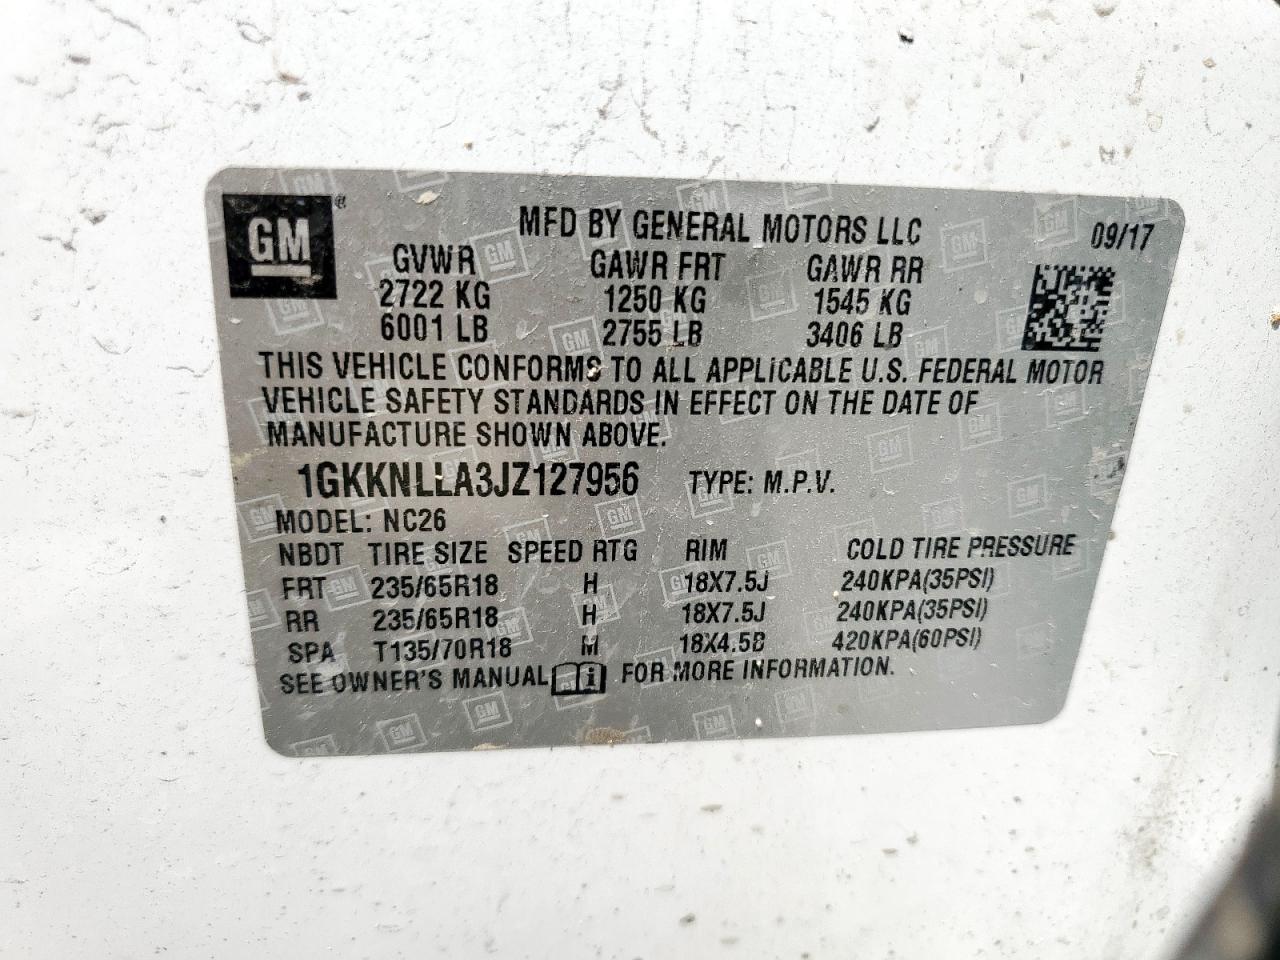 GM®
MFD BY GENERAL MOTORS LLC 09/17
GVWR GAWR FRT GAWR RR
2722 KG 1250 KG 1545 KG
6001 LB 2755 LB 3406 LB
THIS VEHICLE CONFORMS TO ALL APPLICABLE U.S. FEDERAL MOTOR
VEHICLE SAFETY STANDARDS IN EFFECT ON THE DATE OF
MANUFACTURE SHOWN ABOVE.
1GKKNLLA3JZ127956 TYPE: M.P.V.
MODEL: NC26
NBDT TIRE SIZE SPEED RTG RIM COLD TIRE PRESSURE
FRT 235/65R18 H 18X7.5J 240KPA(35PSI)
RR 235/65R18 H 18X7.5J 240KPA(35PSI)
SPA T135/70R18 M 18X4.5B 420KPA(60PSI)
SEE OWNER'S MANUAL i FOR MORE INFORMATION.